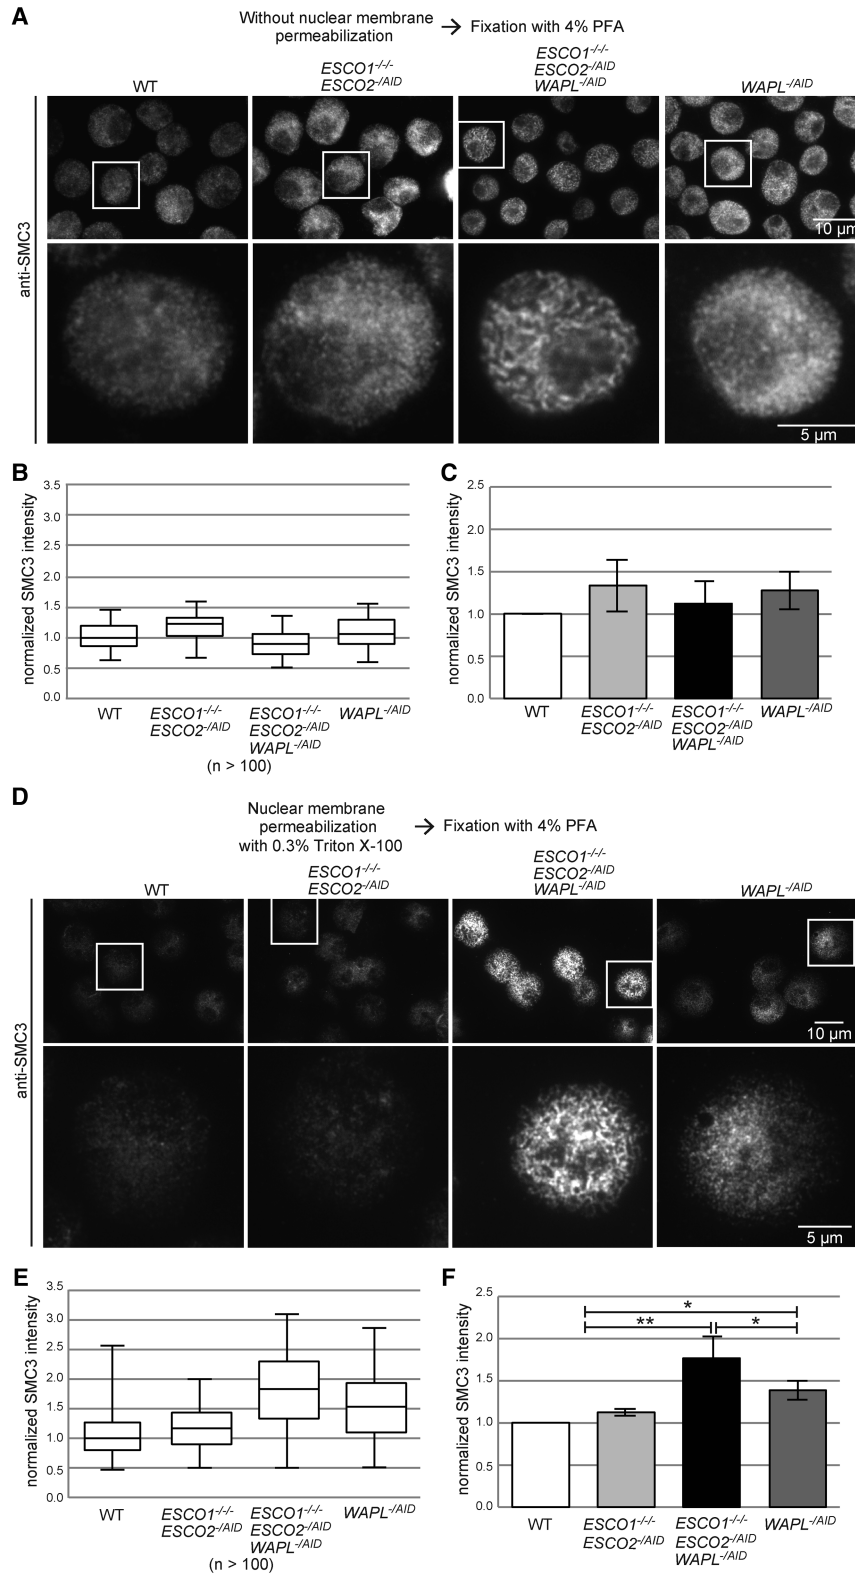 A
Without nuclear membrane
permeabilization
→ Fixation with 4% PFA
WT
ESCO1-/-/-
ESCO2-/AID
ESCO1-/-/-
ESCO2-/AID
WAPL-/AID
WAPL-/AID
anti-SMC3
10 µm
5 µm
B
normalized SMC3 intensity
3.5
3.0
2.5
2.0
1.5
1.0
0.5
0.0
WT
ESCO1-/-/-
ESCO2-/AID
ESCO1-/-/-
ESCO2-/AID
WAPL-/AID
WAPL-/AID
(n > 100)
C
normalized SMC3 intensity
2.5
2.0
1.5
1.0
0.5
0.0
WT
ESCO1-/-/-
ESCO2-/AID
ESCO1-/-/-
ESCO2-/AID
WAPL-/AID
WAPL-/AID
D
Nuclear membrane
permeabilization
with 0.3% Triton X-100
→ Fixation with 4% PFA
WT
ESCO1-/-/-
ESCO2-/AID
ESCO1-/-/-
ESCO2-/AID
WAPL-/AID
WAPL-/AID
anti-SMC3
10 µm
5 µm
E
normalized SMC3 intensity
3.5
3.0
2.5
2.0
1.5
1.0
0.5
0.0
WT
ESCO1-/-/-
ESCO2-/AID
ESCO1-/-/-
ESCO2-/AID
WAPL-/AID
WAPL-/AID
(n > 100)
F
normalized SMC3 intensity
2.5
2.0
1.5
1.0
0.5
0.0
*
**
*
WT
ESCO1-/-/-
ESCO2-/AID
ESCO1-/-/-
ESCO2-/AID
WAPL-/AID
WAPL-/AID